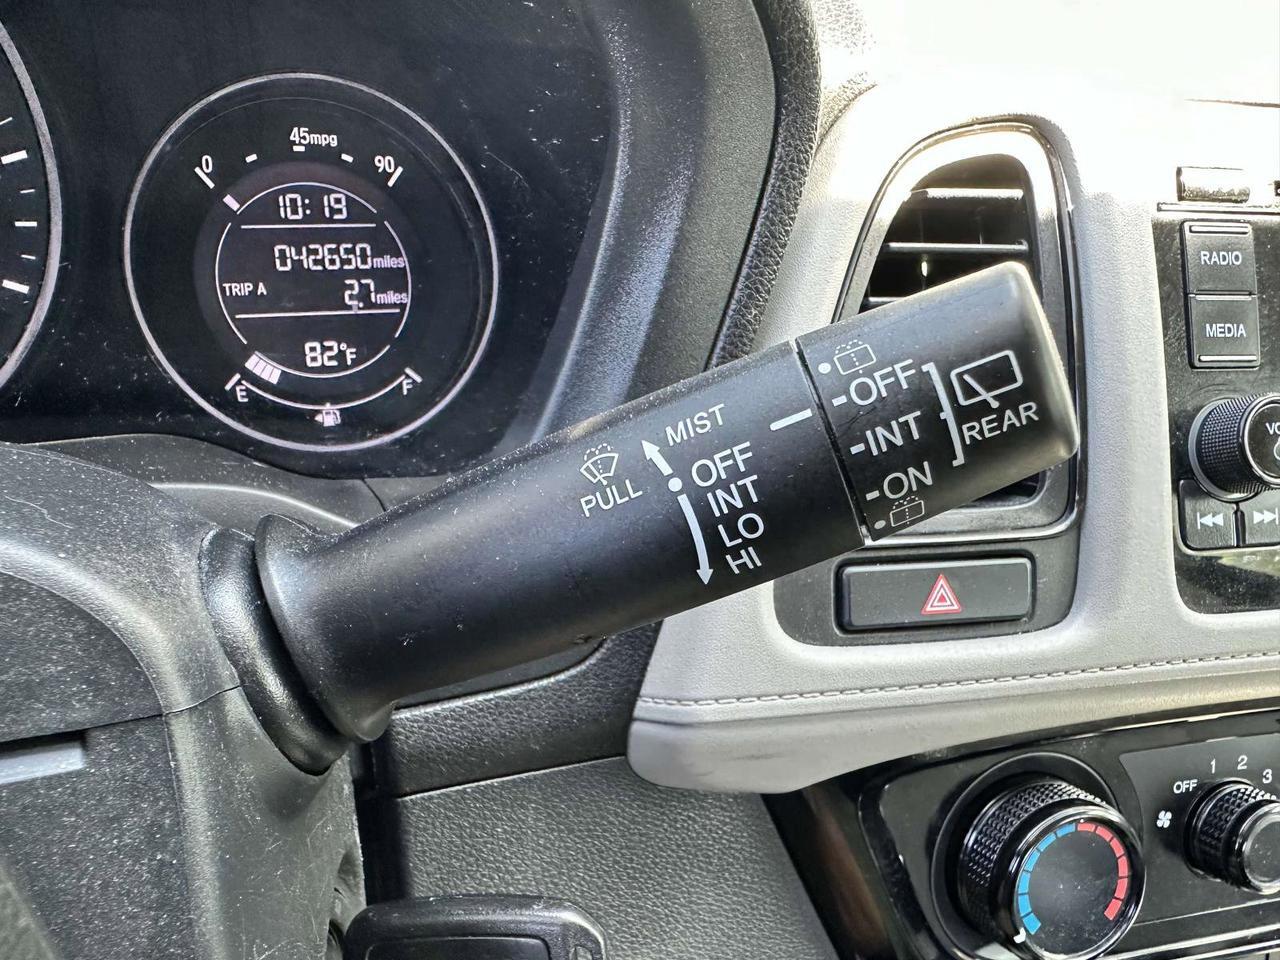 45mpg
0 90
10:19
042650miles
TRIP A 2.7miles
82°F
E F
PULL
MIST
OFF
INT
LO
HI
OFF
INT
ON
REAR
RADIO
MEDIA
OFF 1 2 3